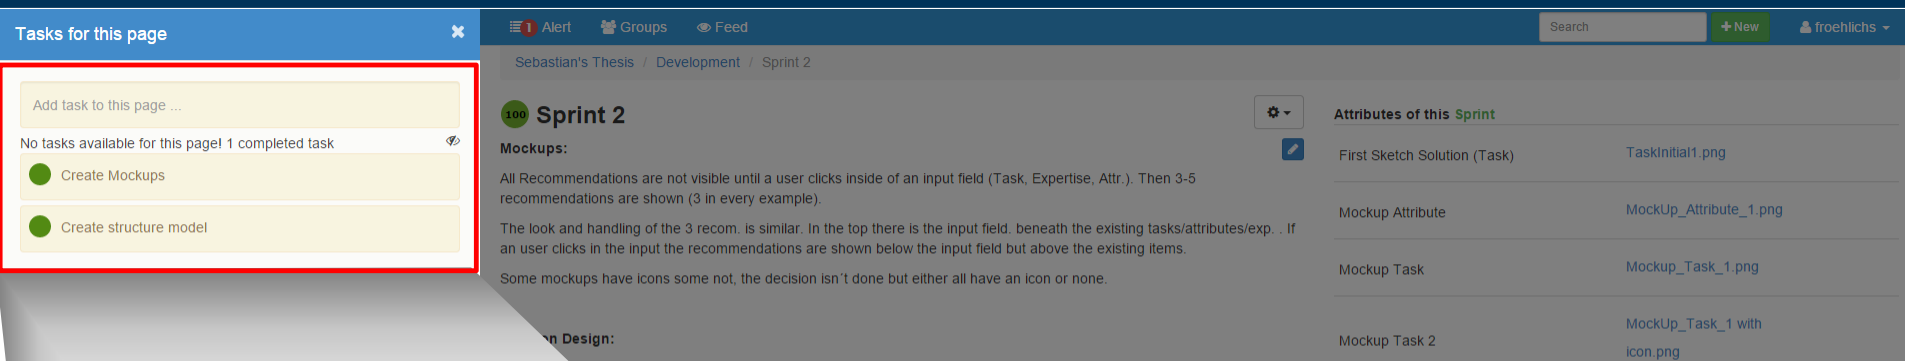 Tasks for this page
Add task to this page ...
No tasks available for this page! 1 completed task
Create Mockups
Create structure model
1 Alert Groups Feed Search New froehlichs
Sebastian's Thesis / Development / Sprint 2
100 Sprint 2
Mockups:
All Recommendations are not visible until a user clicks inside of an input field (Task, Expertise, Attr.). Then 3-5
recommendations are shown (3 in every example).
The look and handling of the 3 recom. is similar. In the top there is the input field. beneath the existing tasks/attributes/exp. . If
an user clicks in the input the recommendations are shown below the input field but above the existing items.
Some mockups have icons some not, the decision isn´t done but either all have an icon or none.
Design:
Attributes of this Sprint
First Sketch Solution (Task) TaskInitial1.png
Mockup Attribute MockUp_Attribute_1.png
Mockup Task Mockup_Task_1.png
Mockup Task 2 MockUp_Task_1 with
icon.png